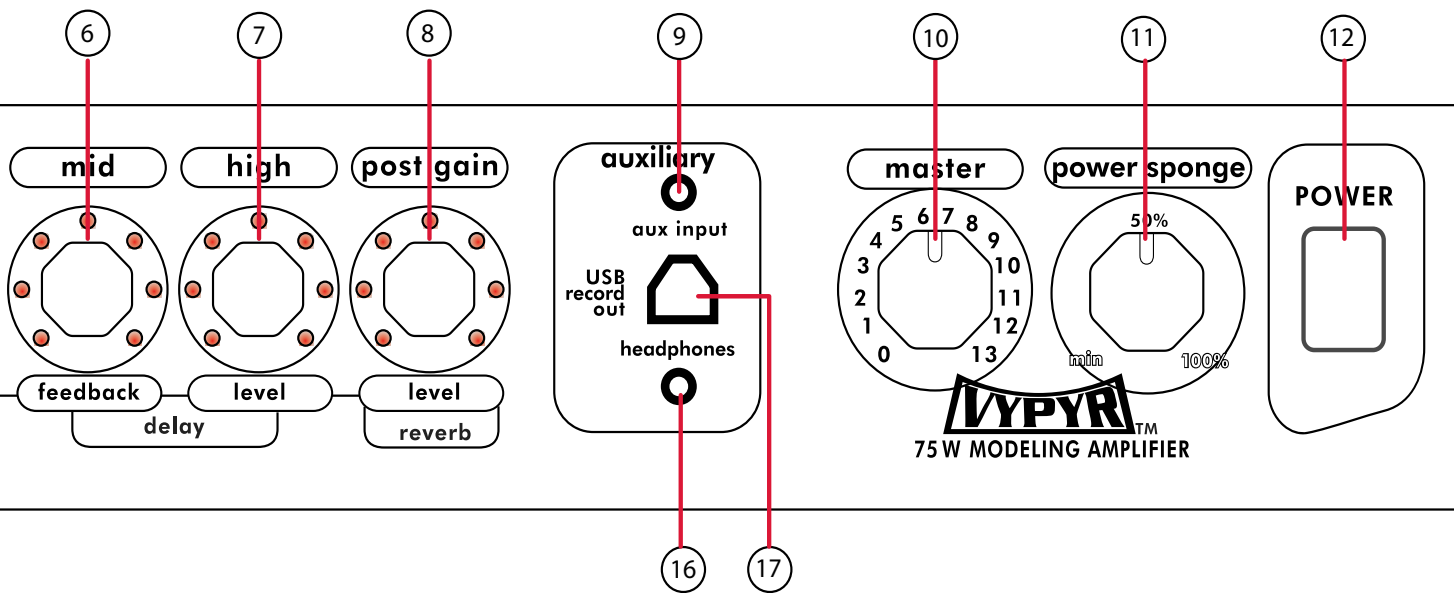 6 7 8 9 10 11 12
mid high post gain
auxiliary
aux input
USB
record
out
headphones
master
0 1 2 3 4 5 6 7 8 9 10 11 12 13
power sponge
50%
min 100%
POWER
feedback level level
delay reverb
VYPYR TM
75 W MODELING AMPLIFIER
16 17